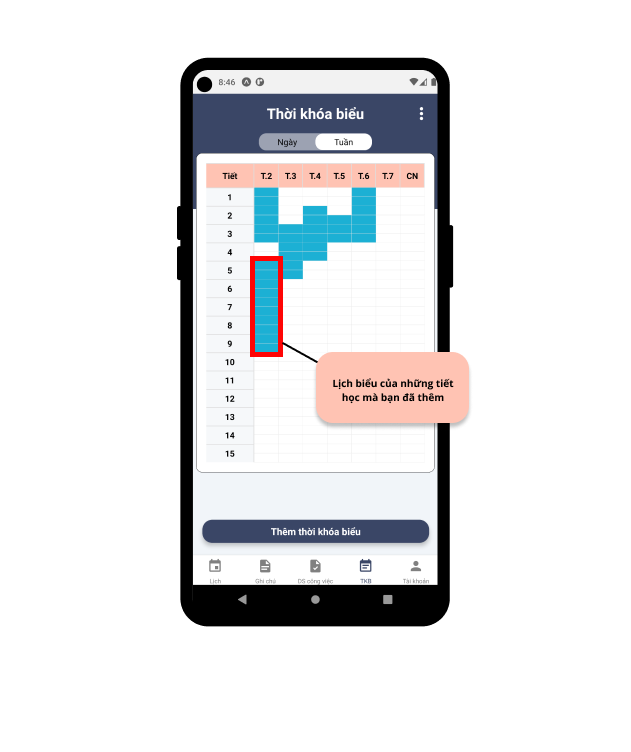 8:46
Thời khóa biểu
Ngày Tuần
Tiết T.2 T.3 T.4 T.5 T.6 T.7 CN
1
2
3
4
5
6
7
8
9
10
11
12
13
14
15
Lịch biểu của những tiết
học mà bạn đã thêm
Thêm thời khóa biểu
Lịch Ghi chú DS công việc TKB Tài khoản